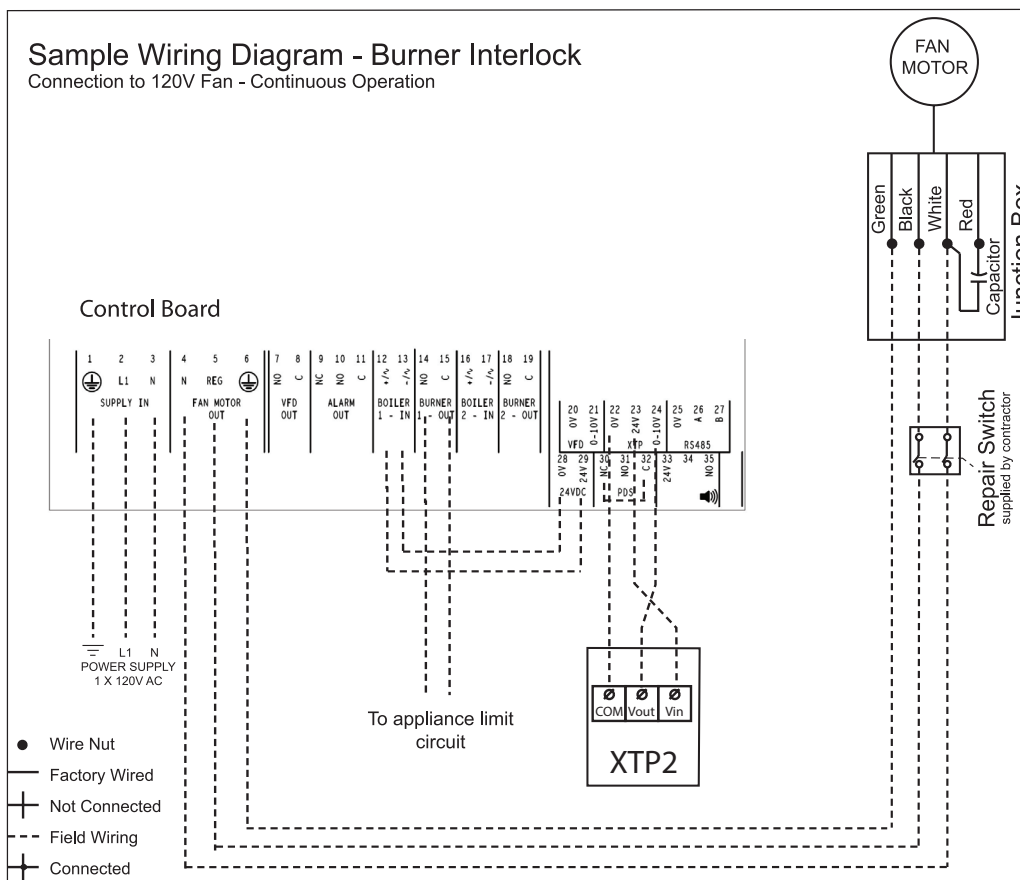 Sample Wiring Diagram - Burner Interlock
Connection to 120V Fan - Continuous Operation
FAN
MOTOR
Green
Black
White
Red
Capacitor
Junction Box
Control Board
1 2 3 4 5 6 7 8 9 10 11 12 13 14 15 16 17 18 19
L1 N N REG NO C NC NO C +/~ -/~ NO C +/~ -/~ NO C
SUPPLY IN
FAN MOTOR
OUT
VFD
OUT
ALARM
OUT
BOILER
1 - IN
BURNER
1 - OUT
BOILER
2 - IN
BURNER
2 - OUT
20 21 22 23 24 25 26 27
0V 0-10V 0V 24V 0-10V 0V A B
VFD XTP RS485
28 29 30 31 32 33 34 35
0V 24V NC NO C 24V NO
24VDC PDS
Repair Switch
supplied by contractor
L1 N
POWER SUPPLY
1 X 120V AC
To appliance limit
circuit
COM Vout Vin
XTP2
Wire Nut
Factory Wired
Not Connected
Field Wiring
Connected